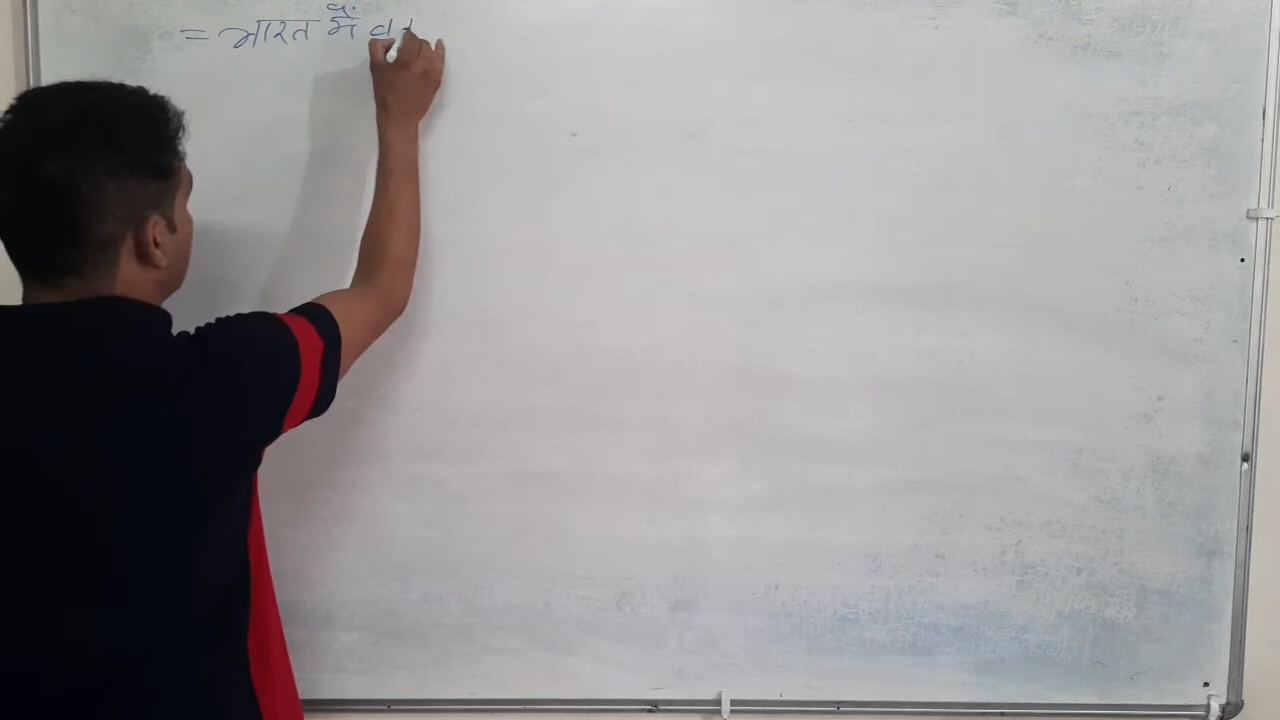 = भारत में